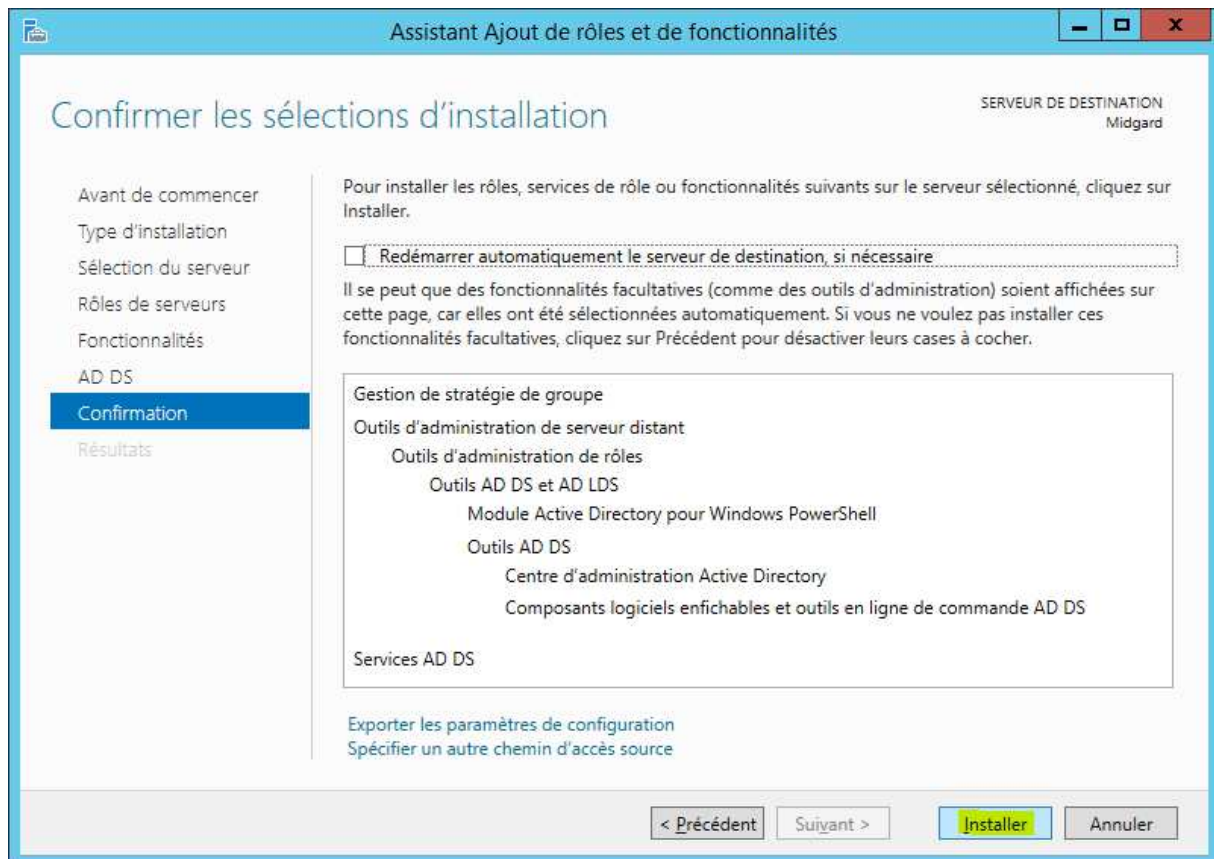 Assistant Ajout de rôles et de fonctionnalités
Confirmer les sélections d'installation
SERVEUR DE DESTINATION
Midgard
Avant de commencer
Type d'installation
Sélection du serveur
Rôles de serveurs
Fonctionnalités
AD DS
Confirmation
Résultats
Pour installer les rôles, services de rôle ou fonctionnalités suivants sur le serveur sélectionné, cliquez sur
Installer.
Redémarrer automatiquement le serveur de destination, si nécessaire
Il se peut que des fonctionnalités facultatives (comme des outils d'administration) soient affichées sur
cette page, car elles ont été sélectionnées automatiquement. Si vous ne voulez pas installer ces
fonctionnalités facultatives, cliquez sur Précédent pour désactiver leurs cases à cocher.
Gestion de stratégie de groupe
Outils d'administration de serveur distant
Outils d'administration de rôles
Outils AD DS et AD LDS
Module Active Directory pour Windows PowerShell
Outils AD DS
Centre d'administration Active Directory
Composants logiciels enfichables et outils en ligne de commande AD DS
Services AD DS
Exporter les paramètres de configuration
Spécifier un autre chemin d'accès source
< Précédent
Suivant >
Installer
Annuler